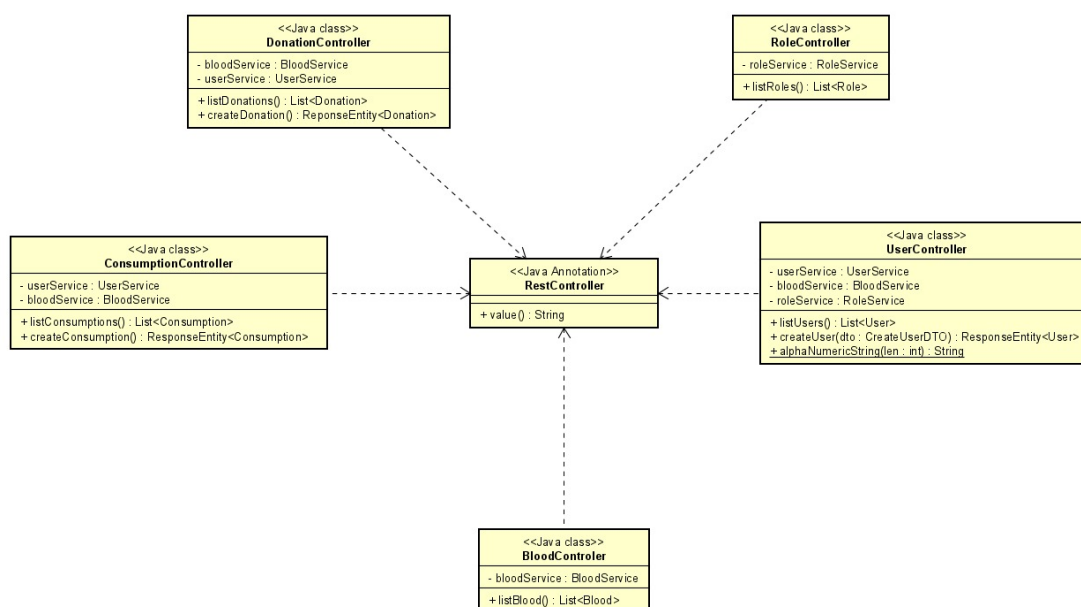 <<Java class>>
DonationController
- bloodService : BloodService
- userService : UserService
+ listDonations() : List<Donation>
+ createDonation() : ReponseEntity<Donation>
<<Java class>>
RoleController
- roleService : RoleService
+ listRoles() : List<Role>
<<Java class>>
ConsumptionController
- userService : UserService
- bloodService : BloodService
+ listConsumptions() : List<Consumption>
+ createConsumption() : ResponseEntity<Consumption>
<<Java Annotation>>
RestController
+ value() : String
<<Java class>>
UserController
- userService : UserService
- bloodService : BloodService
- roleService : RoleService
+ listUsers() : List<User>
+ createUser(dto : CreateUserDTO) : ResponseEntity<User>
+ alphaNumericString(len : int) : String
<<Java class>>
BloodControler
- bloodService : BloodService
+ listBlood() : List<Blood>